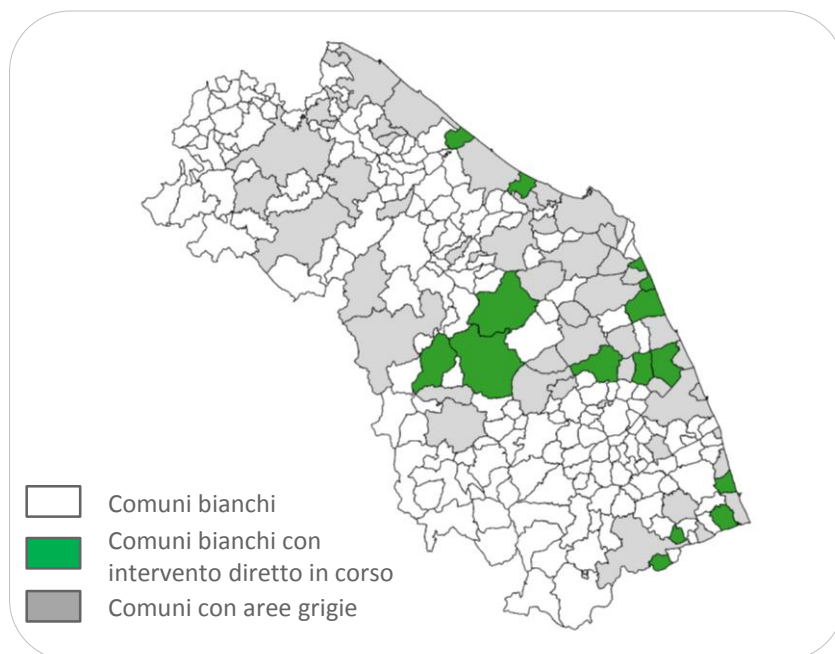 Comuni bianchi
Comuni bianchi con
intervento diretto in corso
Comuni con aree grigie